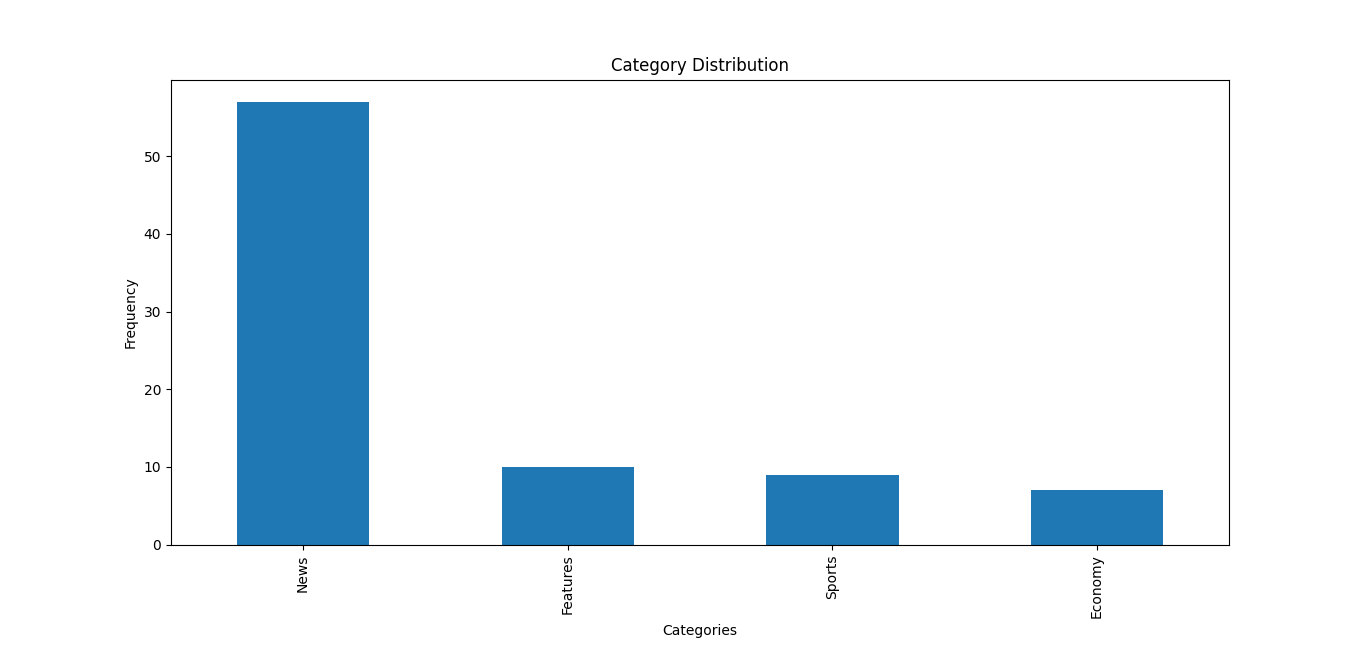 Category Distribution
Frequency
50
40
30
20
10
0
News
Features
Sports
Economy
Categories